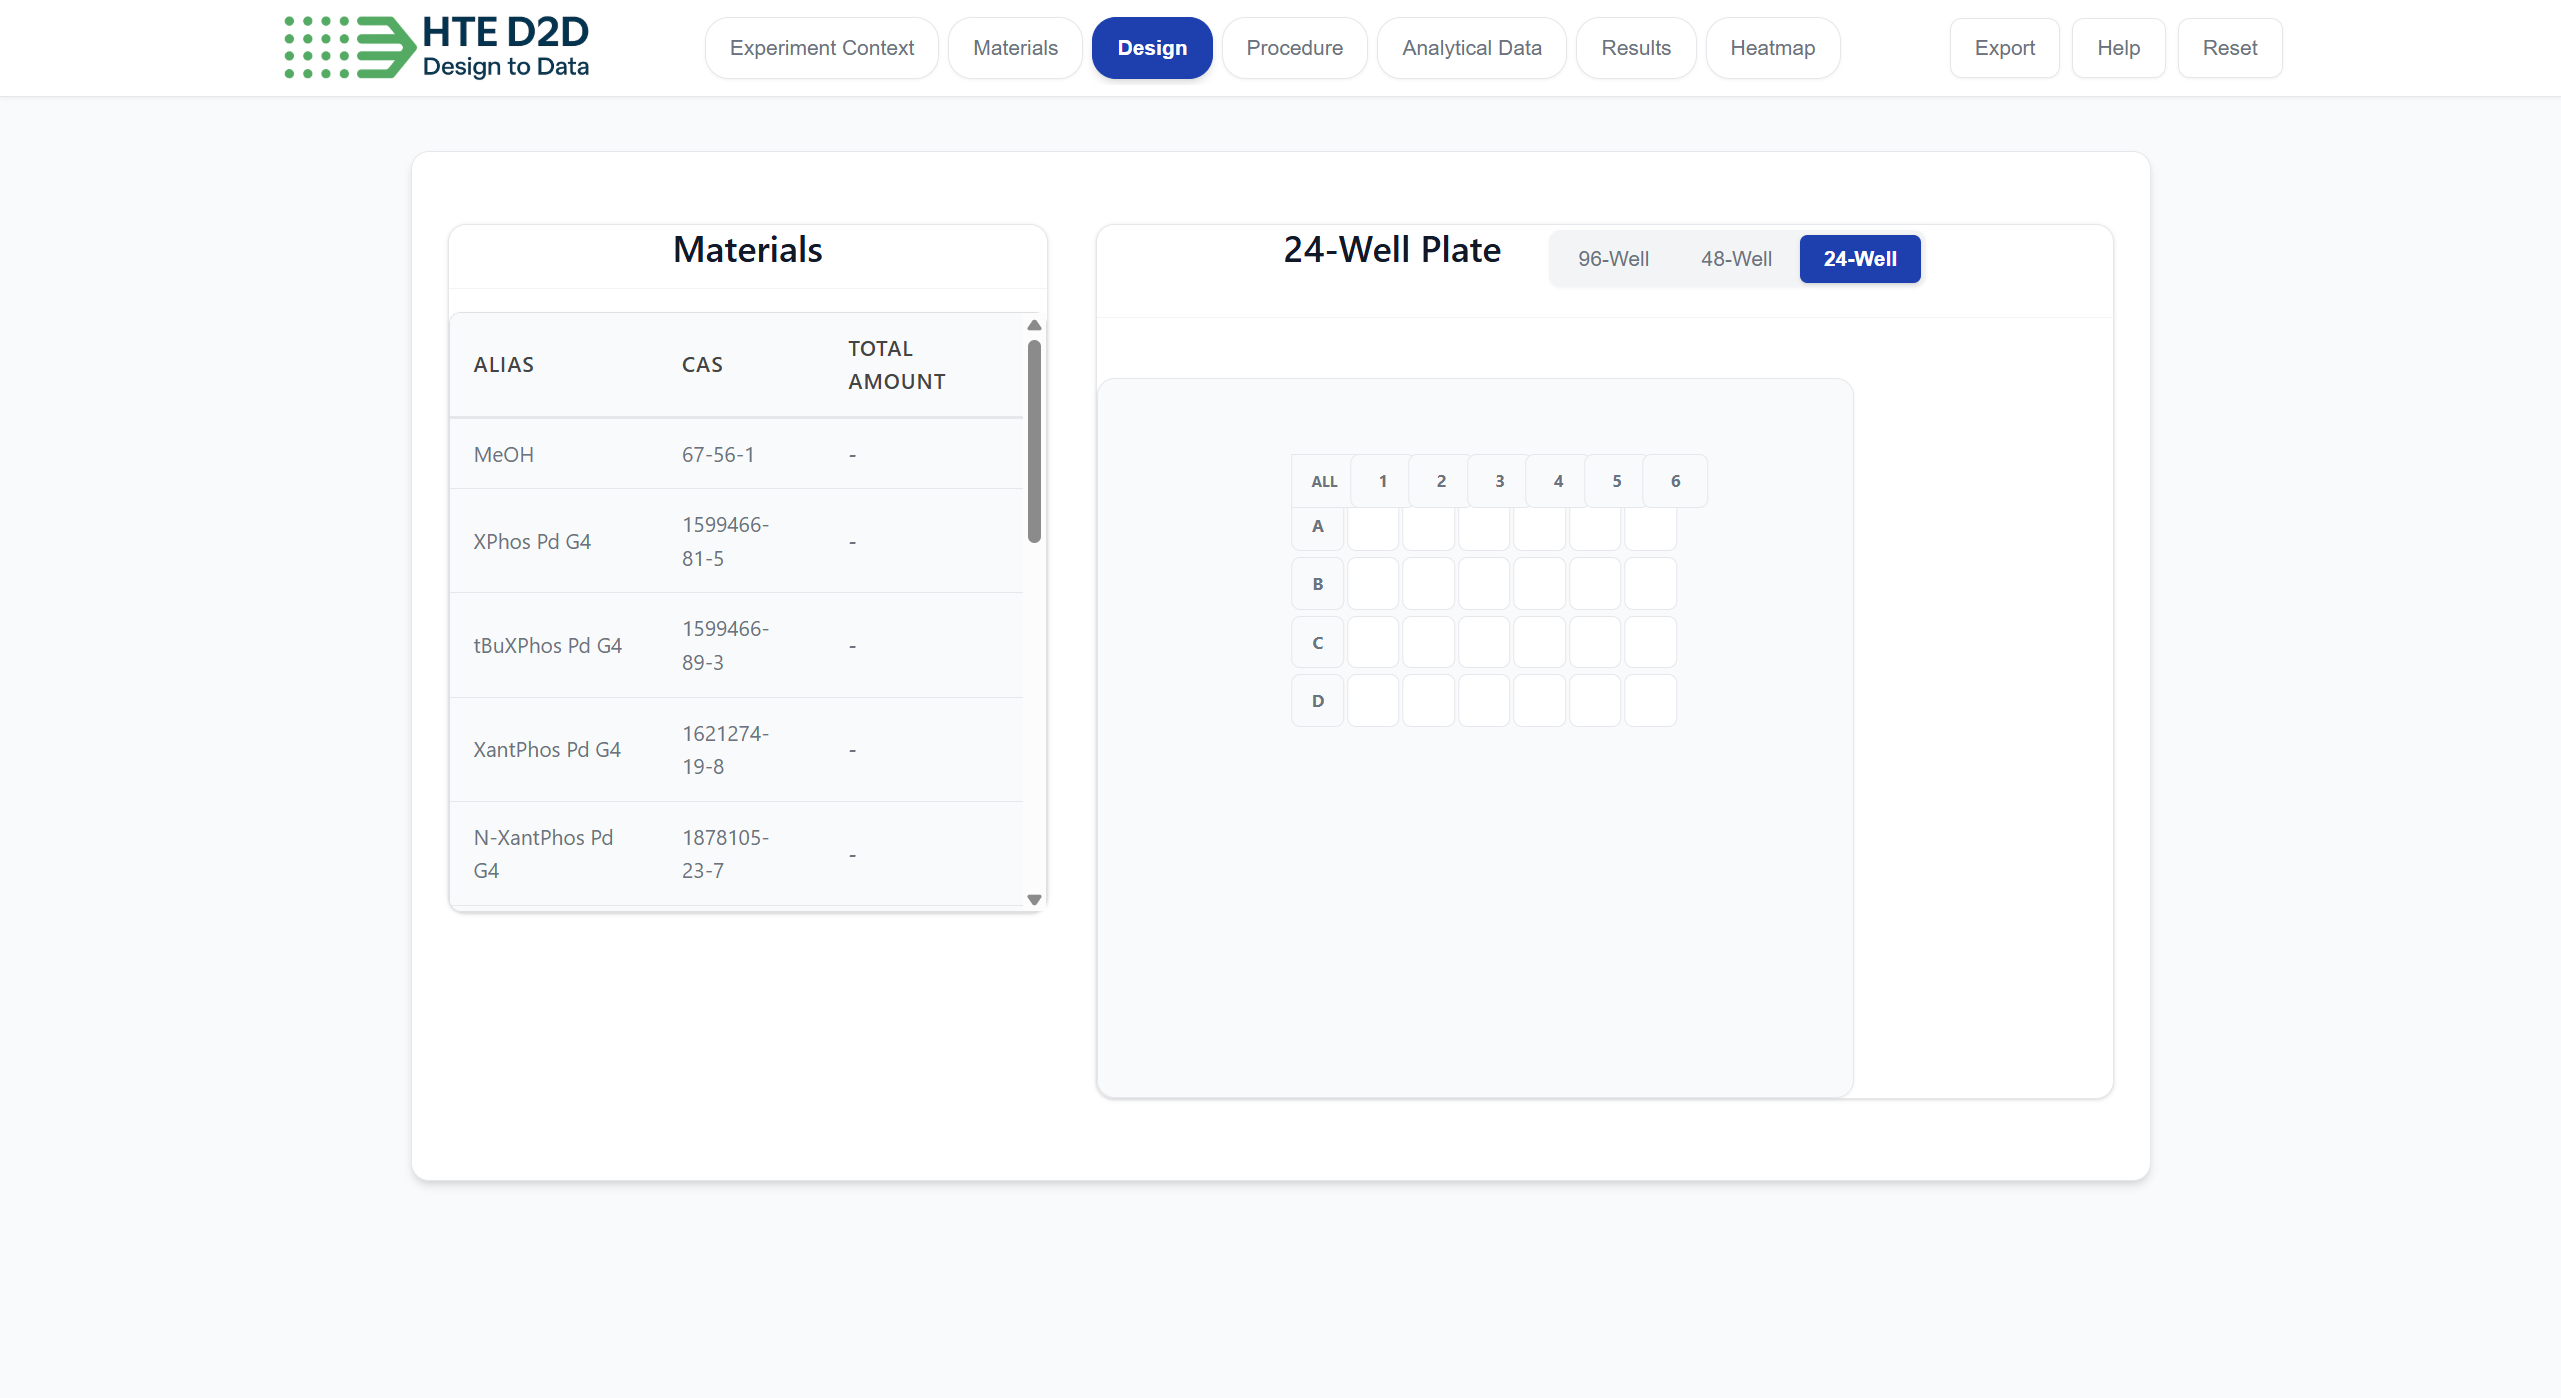 HTE D2D
Design to Data
Experiment Context
Materials
Design
Procedure
Analytical Data
Results
Heatmap
Export
Help
Reset
Materials
ALIAS
CAS
TOTAL
AMOUNT
MeOH
67-56-1
-
XPhos Pd G4
1599466-
81-5
-
tBuXPhos Pd G4
1599466-
89-3
-
XantPhos Pd G4
1621274-
19-8
-
N-XantPhos Pd
G4
1878105-
23-7
-
24-Well Plate
96-Well
48-Well
24-Well
ALL 1 2 3 4 5 6
A
B
C
D